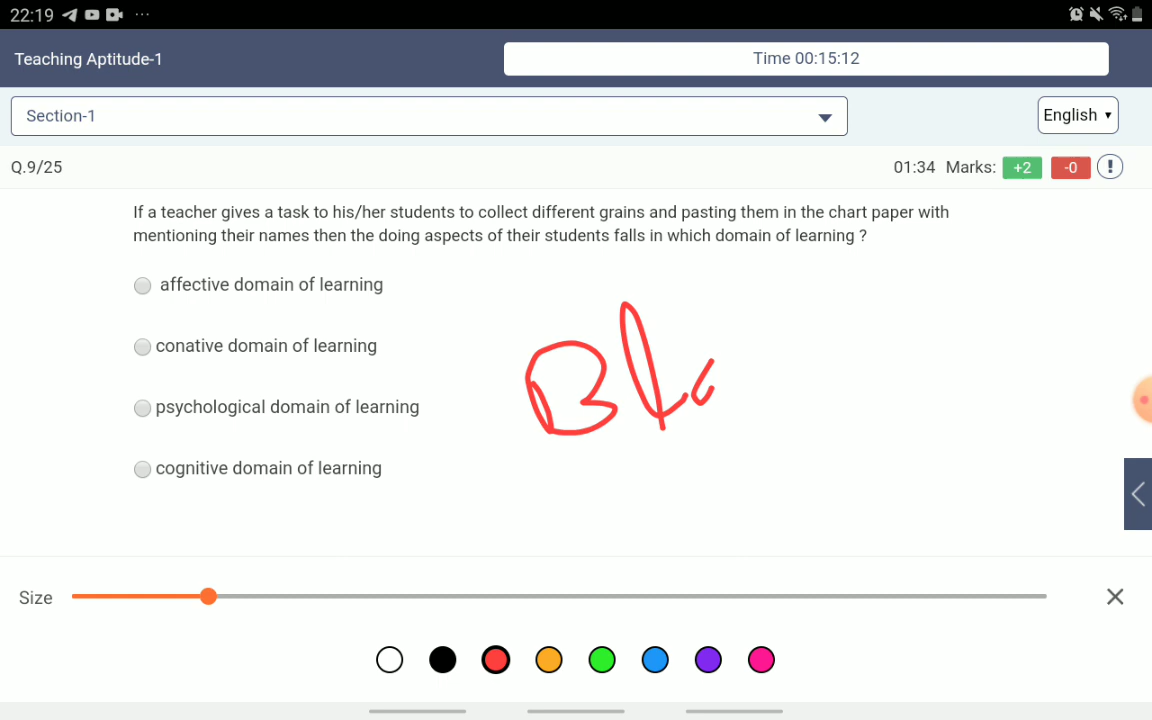 22:19 ...
Teaching Aptitude-1
Time 00:15:12
Section-1
English
Q.9/25
01:34 Marks: +2 -0 !
If a teacher gives a task to his/her students to collect different grains and pasting them in the chart paper with
mentioning their names then the doing aspects of their students falls in which domain of learning ?
affective domain of learning
conative domain of learning
psychological domain of learning
cognitive domain of learning
Size